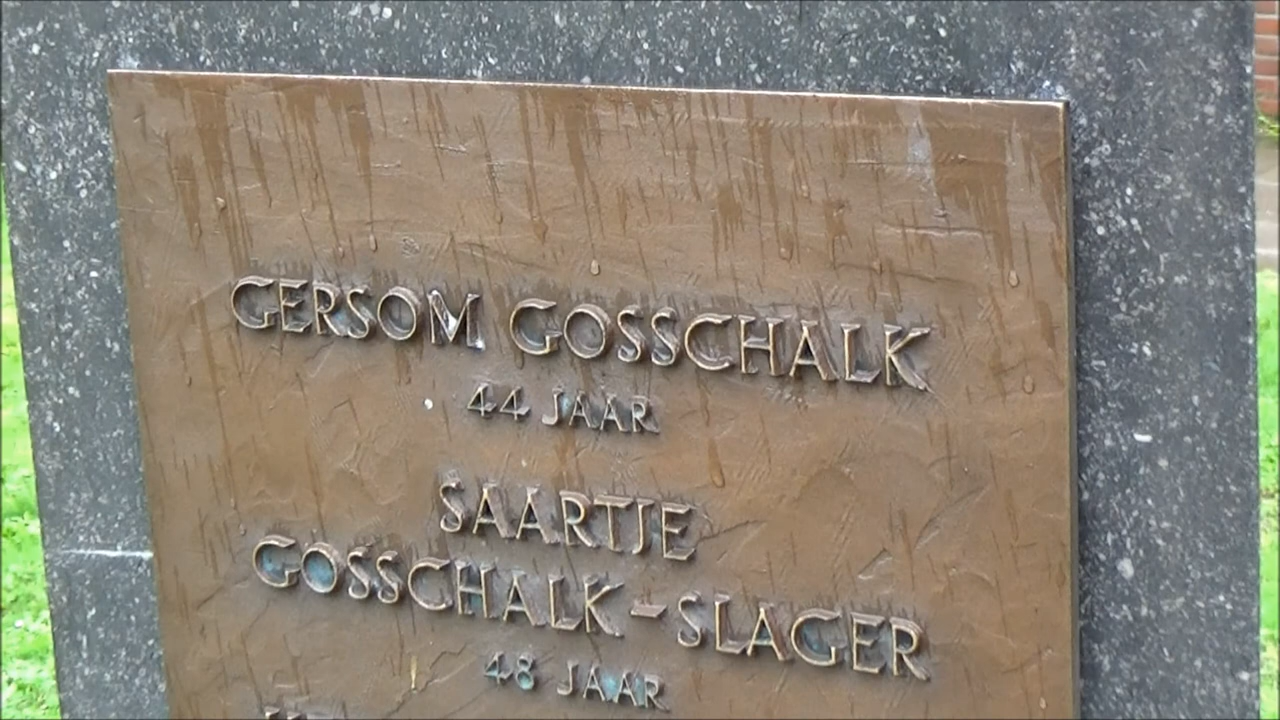 GERSOM GOSSCHALK
44 JAAR
SAARTJE
GOSSCHALK-SLAGER
48 JAAR